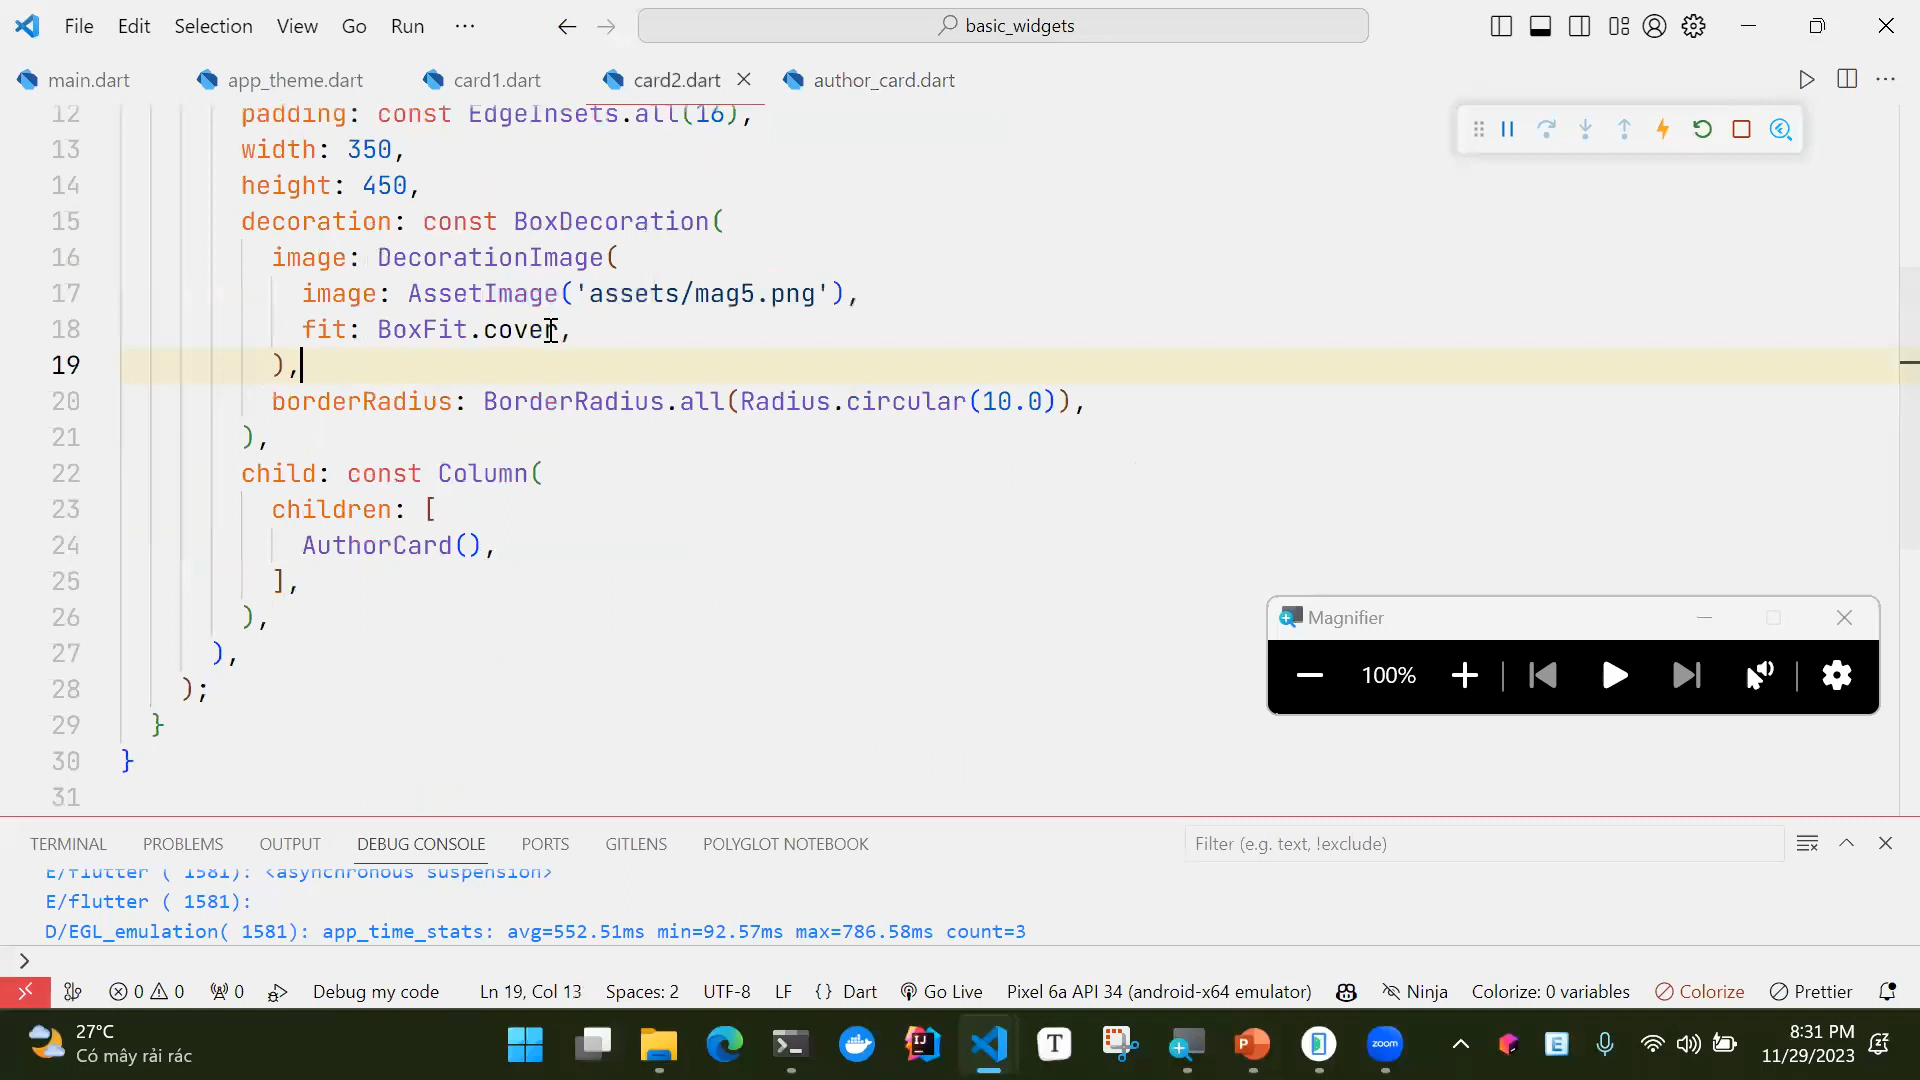 File Edit Selection View Go Run ··· basic_widgets
main.dart app_theme.dart card1.dart card2.dart author_card.dart
12 padding: const EdgeInsets.all(16),
13 width: 350,
14 height: 450,
15 decoration: const BoxDecoration(
16 image: DecorationImage(
17 image: AssetImage('assets/mag5.png'),
18 fit: BoxFit.cover,
19 ),
20 borderRadius: BorderRadius.all(Radius.circular(10.0)),
21 ),
22 child: const Column(
23 children: [
24 AuthorCard(),
25 ],
26 ),
27 ),
28 );
29 }
30 }
31
Magnifier
100%
TERMINAL PROBLEMS OUTPUT DEBUG CONSOLE PORTS GITLENS POLYGLOT NOTEBOOK Filter (e.g. text, !exclude)
E/flutter ( 1581): <asynchronous suspension>
E/flutter ( 1581):
D/EGL_emulation( 1581): app_time_stats: avg=552.51ms min=92.57ms max=786.58ms count=3
>
0 0 0 Debug my code Ln 19, Col 13 Spaces: 2 UTF-8 LF {} Dart Go Live Pixel 6a API 34 (android-x64 emulator) Ninja Colorize: 0 variables Colorize Prettier
27°C
Có mây rải rác
zoom
8:31 PM
11/29/2023